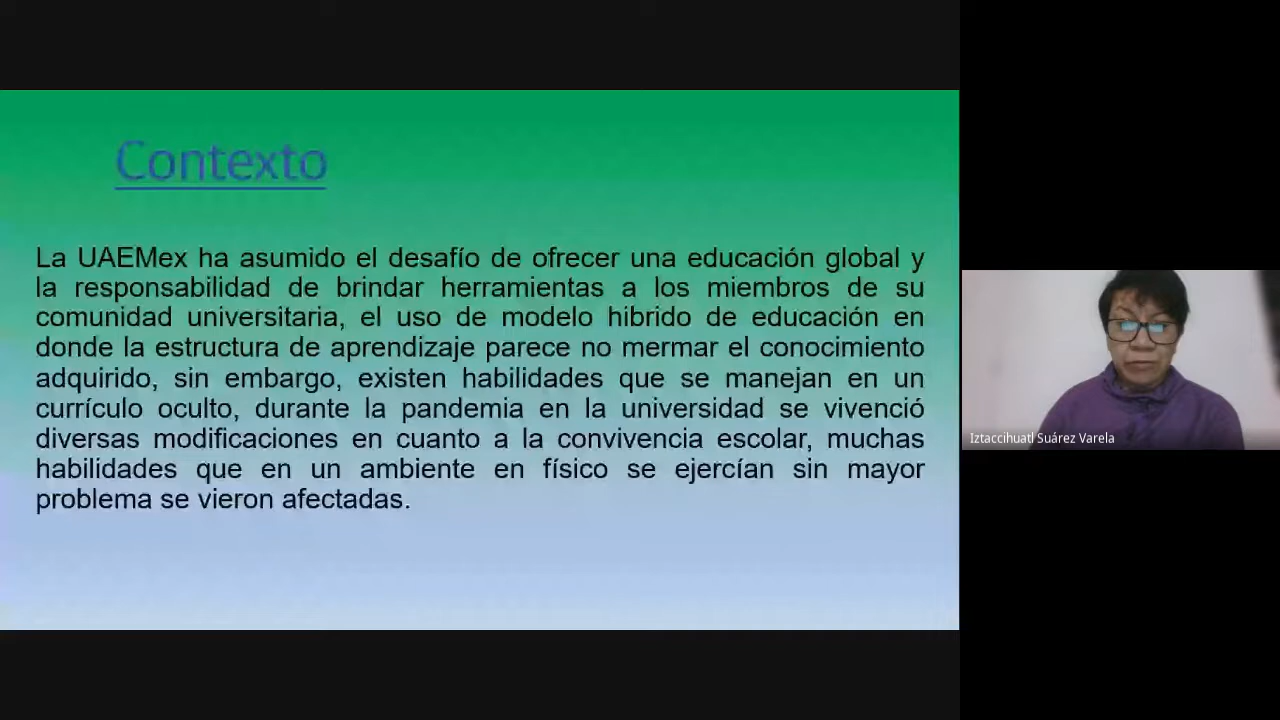 Contexto
La UAEMex ha asumido el desafío de ofrecer una educación global y
la responsabilidad de brindar herramientas a los miembros de su
comunidad universitaria, el uso de modelo hibrido de educación en
donde la estructura de aprendizaje parece no mermar el conocimiento
adquirido, sin embargo, existen habilidades que se manejan en un
currículo oculto, durante la pandemia en la universidad se vivenció
diversas modificaciones en cuanto a la convivencia escolar, muchas
habilidades que en un ambiente en físico se ejercían sin mayor
problema se vieron afectadas.
Iztaccihuatl Suárez Varela